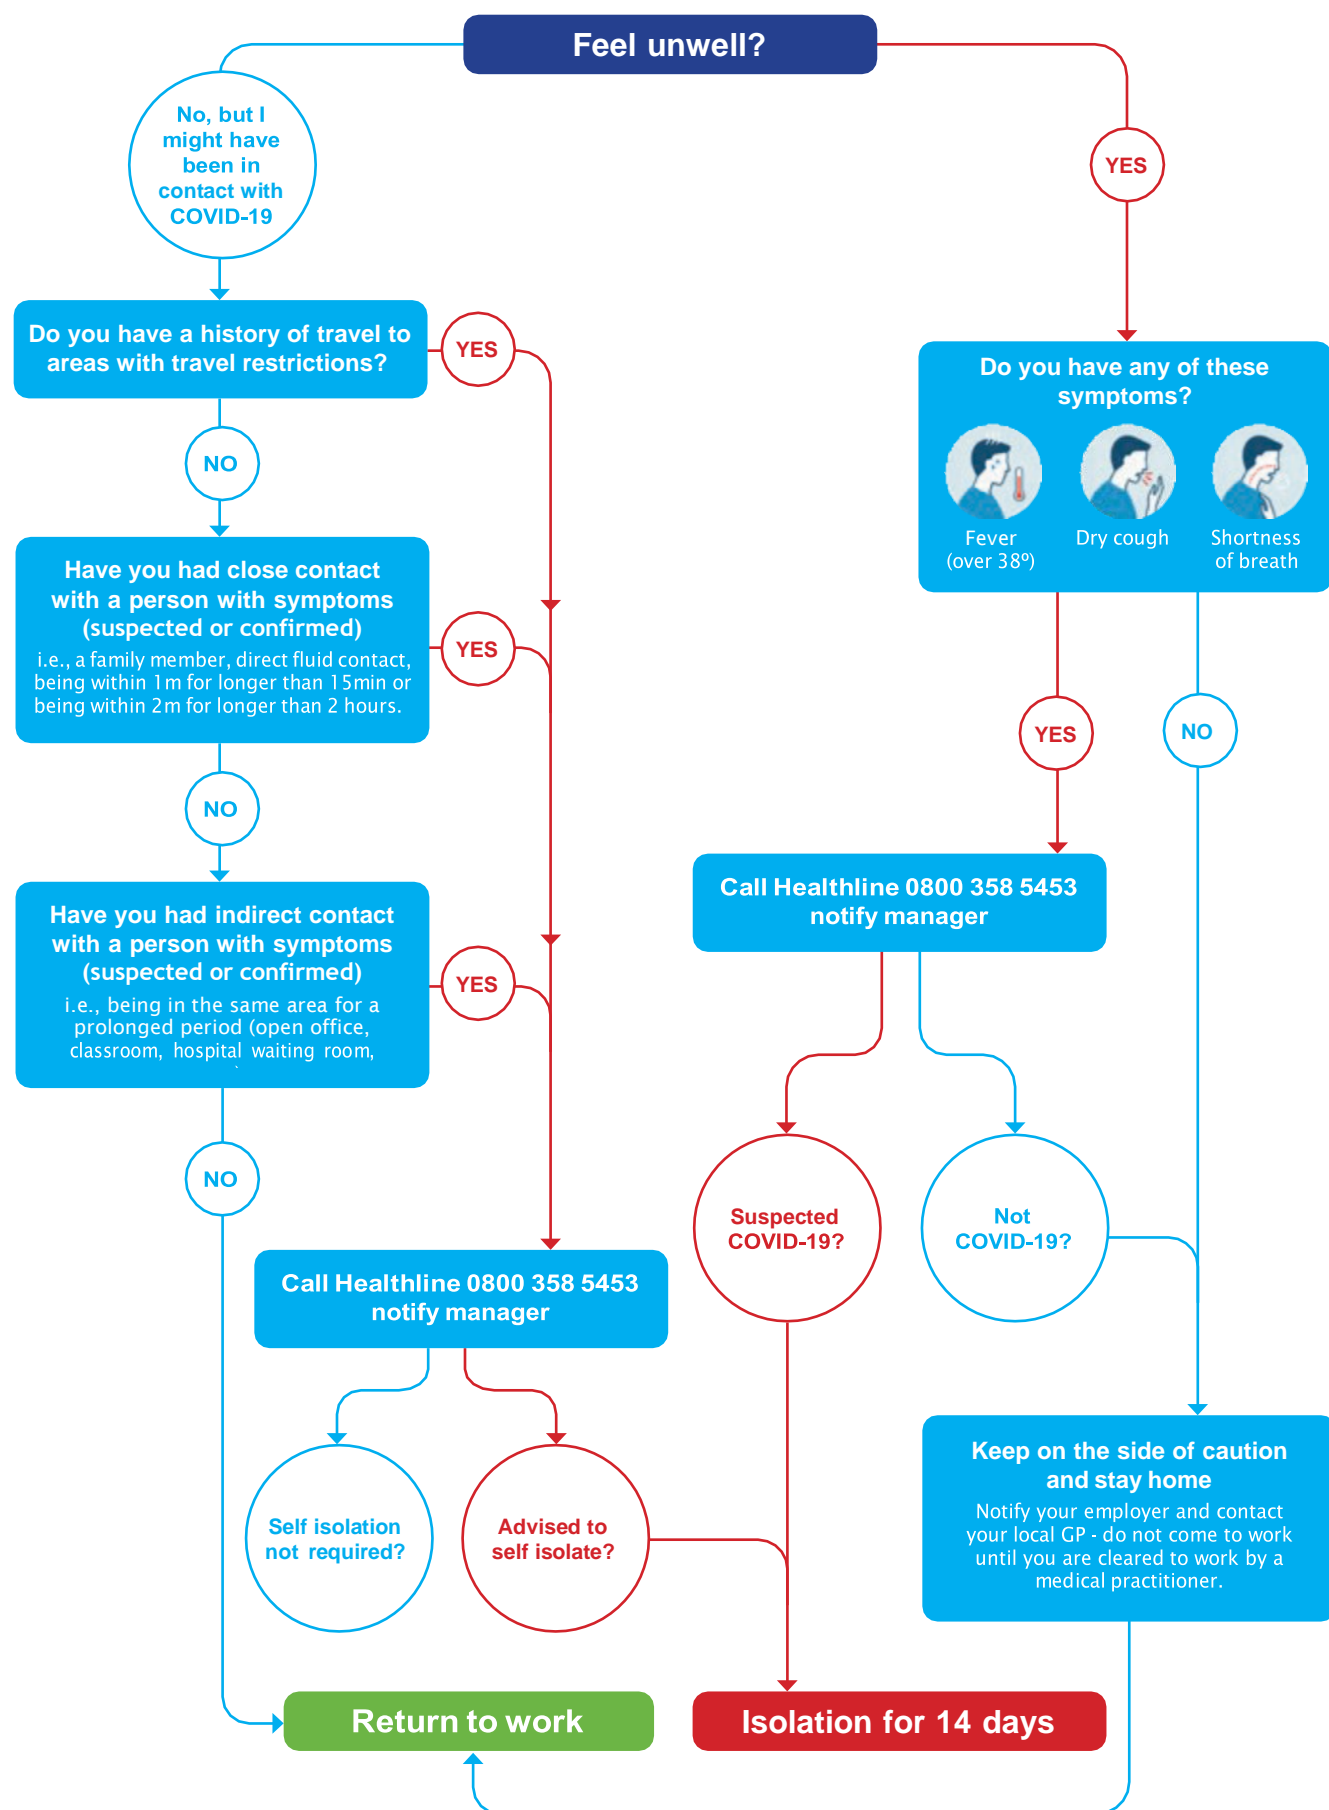 Feel unwell?
No, but I
might have
been in
contact with
COVID-19
YES
Do you have a history of travel to
areas with travel restrictions?
YES
NO
Have you had close contact
with a person with symptoms
(suspected or confirmed)
i.e., a family member, direct fluid contact,
being within 1m for longer than 15min or
being within 2m for longer than 2 hours.
YES
NO
Have you had indirect contact
with a person with symptoms
(suspected or confirmed)
i.e., being in the same area for a
prolonged period (open office,
classroom, hospital waiting room,
YES
NO
Call Healthline 0800 358 5453
notify manager
Self isolation
not required?
Advised to
self isolate?
Do you have any of these
symptoms?
Fever
(over 38º)
Dry cough
Shortness
of breath
YES
NO
Call Healthline 0800 358 5453
notify manager
Suspected
COVID-19?
Not
COVID-19?
Keep on the side of caution
and stay home
Notify your employer and contact
your local GP - do not come to work
until you are cleared to work by a
medical practitioner.
Return to work
Isolation for 14 days